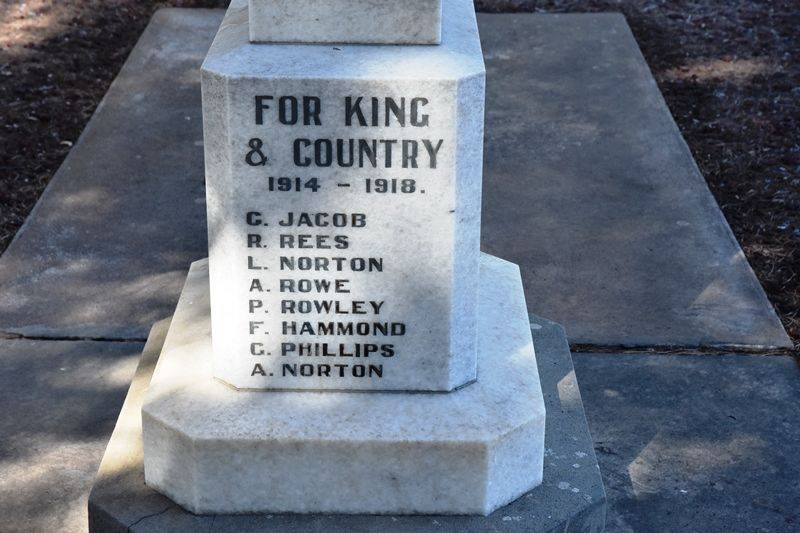 FOR KING
& COUNTRY
1914 - 1918.
G. JACOB
R. REES
L. NORTON
A. ROWE
P. ROWLEY
F. HAMMOND
G. PHILLIPS
A. NORTON